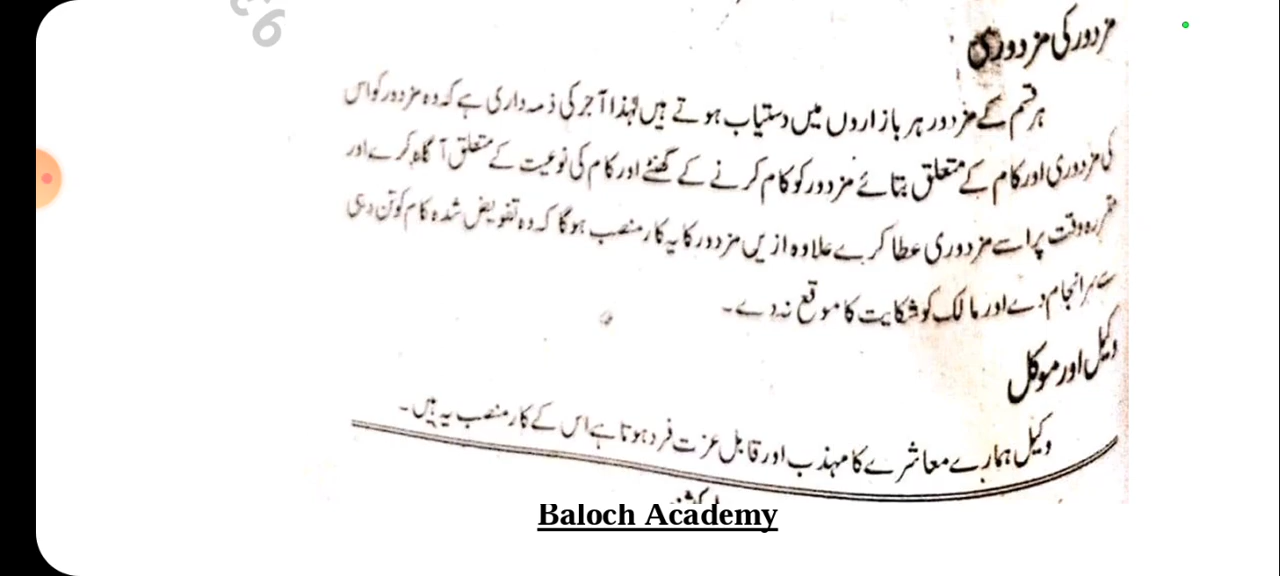 مزدور کی مزدوری
ہر قسم کے مزدور ہر بازاروں میں دستیاب ہوتے ہیں لہٰذا آجر کی ذمہ داری ہے کہ وہ مزدور کو اس
کی مزدوری اور کام کے متعلق بتائے مزدور کو کام کرنے کے گھنٹے اور کام کی نوعیت کے متعلق آگاہ کرے اور
مقررہ وقت پر اسے مزدوری عطا کرے علاوہ ازیں مزدور کا یہ کار منصب ہوگا کہ وہ تفویض شدہ کام کو تن دہی
سے سرانجام دے اور مالک کو شکایت کا موقع نہ دے۔
وکیل اور موکل
وکیل ہمارے معاشرے کا مہذب اور قابل عزت فرد ہوتا ہے اس کے کار منصب یہ ہیں۔
Baloch Academy